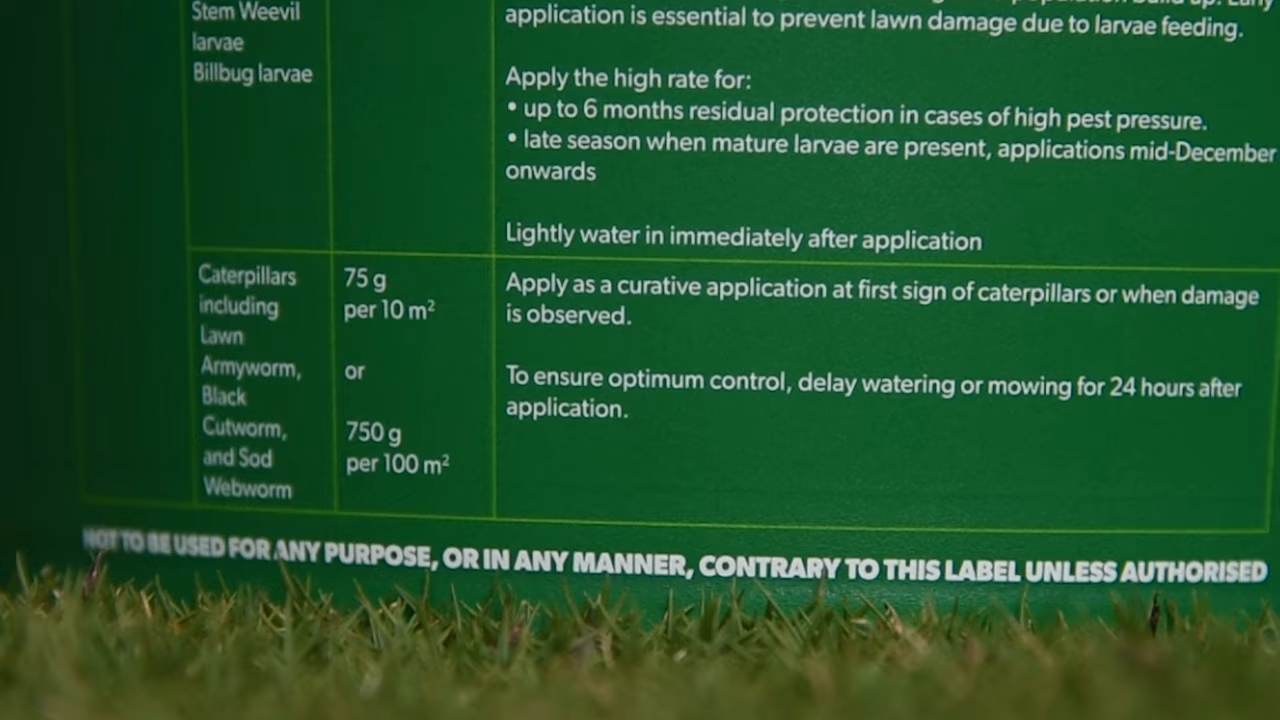 Stem Weevil
larvae
Billbug larvae
application is essential to prevent lawn damage due to larvae feeding.
Apply the high rate for:
• up to 6 months residual protection in cases of high pest pressure.
• late season when mature larvae are present, applications mid-December
onwards
Lightly water in immediately after application
Caterpillars
including
Lawn
Armyworm,
Black
Cutworm,
and Sod
Webworm
75 g
per 10 m²
or
750 g
per 100 m²
Apply as a curative application at first sign of caterpillars or when damage
is observed.
To ensure optimum control, delay watering or mowing for 24 hours after
application.
NOT TO BE USED FOR ANY PURPOSE, OR IN ANY MANNER, CONTRARY TO THIS LABEL UNLESS AUTHORISED